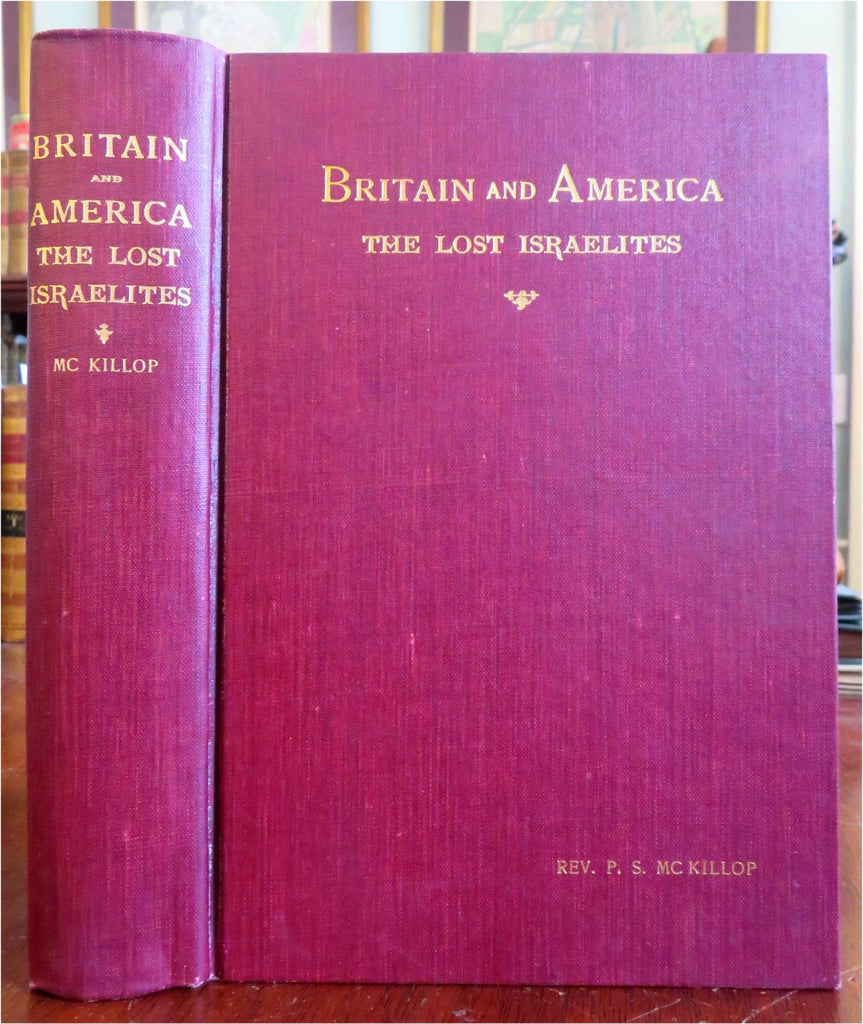 BRITAIN
AND
AMERICA
THE LOST
ISRAELITES
MC KILLOP
BRITAIN AND AMERICA
THE LOST ISRAELITES
REV. P. S. MC KILLOP